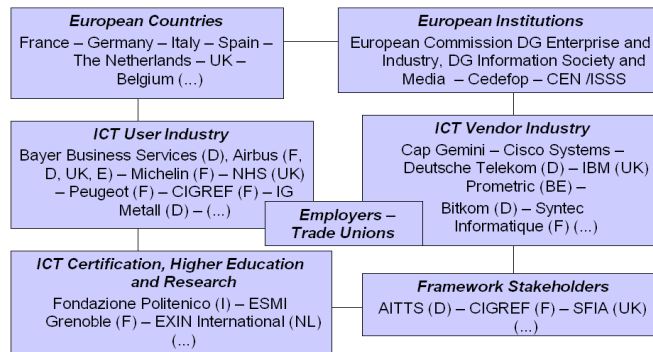 European Countries
France – Germany – Italy – Spain –
The Netherlands – UK –
Belgium (...)
European Institutions
European Commission DG Enterprise and
Industry, DG Information Society and
Media – Cedefop – CEN /ISSS
ICT User Industry
Bayer Business Services (D), Airbus (F,
D, UK, E) – Michelin (F) – NHS (UK)
– Peugeot (F) – CIGREF (F) – IG
Metall (D) – (...)
ICT Vendor Industry
Cap Gemini – Cisco Systems –
Deutsche Telekom (D) – IBM (UK)
Prometric (BE) –
Bitkom (D) – Syntec
Informatique (F) (...)
Employers –
Trade Unions
ICT Certification, Higher Education
and Research
Fondazione Politenico (I) – ESMI
Grenoble (F) – EXIN International (NL)
(...)
Framework Stakeholders
AITTS (D) – CIGREF (F) – SFIA (UK)
(...)